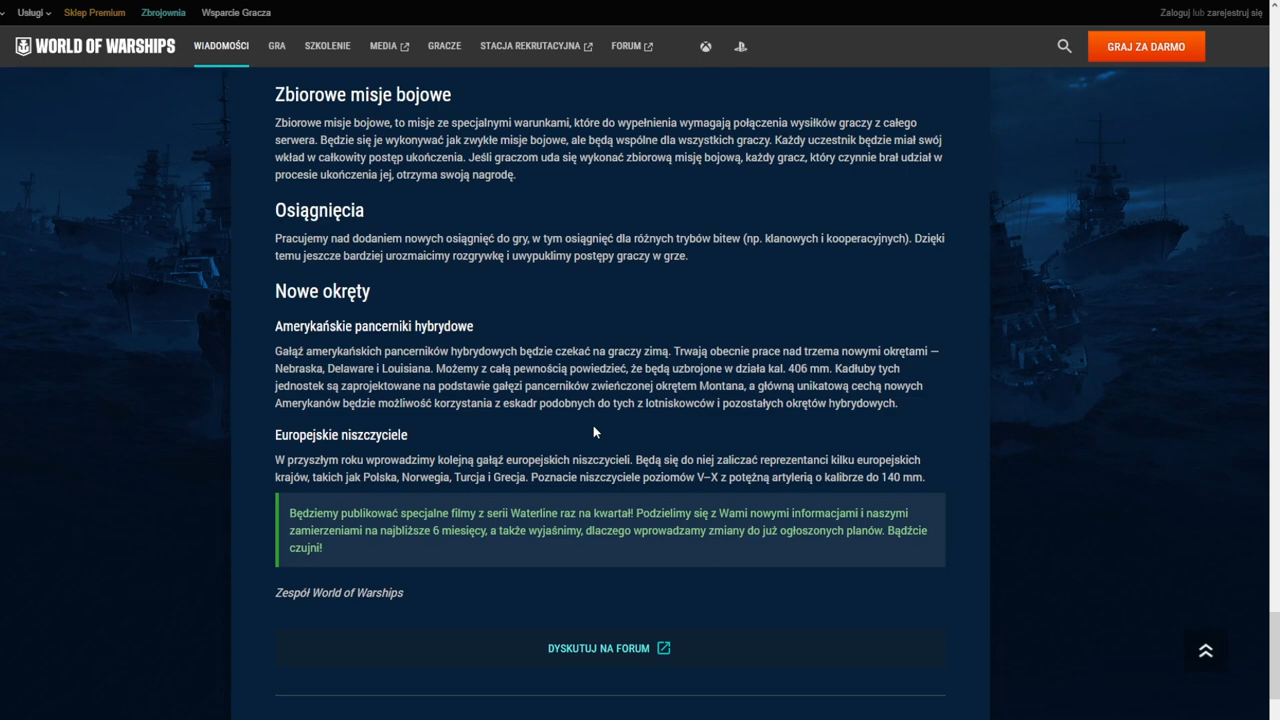 Usługi
Sklep Premium
Zbrojownia
Wsparcie Gracza
Zaloguj lub zarejestruj się
WORLD OF WARSHIPS
WIADOMOŚCI
GRA
SZKOLENIE
MEDIA
GRACZE
STACJA REKRUTACYJNA
FORUM
GRAJ ZA DARMO
Zbiorowe misje bojowe
Zbiorowe misje bojowe, to misje ze specjalnymi warunkami, które do wypełnienia wymagają połączenia wysiłków graczy z całego
serwera. Będzie się je wykonywać jak zwykłe misje bojowe, ale będą wspólne dla wszystkich graczy. Każdy uczestnik będzie miał swój
wkład w całkowity postęp ukończenia. Jeśli graczom uda się wykonać zbiorową misję bojową, każdy gracz, który czynnie brał udział w
procesie ukończenia jej, otrzyma swoją nagrodę.
Osiągnięcia
Pracujemy nad dodaniem nowych osiągnięć do gry, w tym osiągnięć dla różnych trybów bitew (np. klanowych i kooperacyjnych). Dzięki
temu jeszcze bardziej urozmaicimy rozgrywkę i uwypuklimy postępy graczy w grze.
Nowe okręty
Amerykańskie pancerniki hybrydowe
Gałąź amerykańskich pancerników hybrydowych będzie czekać na graczy zimą. Trwają obecnie prace nad trzema nowymi okrętami —
Nebraska, Delaware i Louisiana. Możemy z całą pewnością powiedzieć, że będą uzbrojone w działa kal. 406 mm. Kadłuby tych
jednostek są zaprojektowane na podstawie gałęzi pancerników zwieńczonej okrętem Montana, a główną unikatową cechą nowych
Amerykanów będzie możliwość korzystania z eskadr podobnych do tych z lotniskowców i pozostałych okrętów hybrydowych.
Europejskie niszczyciele
W przyszłym roku wprowadzimy kolejną gałąź europejskich niszczycieli. Będą się do niej zaliczać reprezentanci kilku europejskich
krajów, takich jak Polska, Norwegia, Turcja i Grecja. Poznacie niszczyciele poziomów V–X z potężną artylerią o kalibrze do 140 mm.
Będziemy publikować specjalne filmy z serii Waterline raz na kwartał! Podzielimy się z Wami nowymi informacjami i naszymi
zamierzeniami na najbliższe 6 miesięcy, a także wyjaśnimy, dlaczego wprowadzamy zmiany do już ogłoszonych planów. Bądźcie
czujni!
Zespół World of Warships
DYSKUTUJ NA FORUM